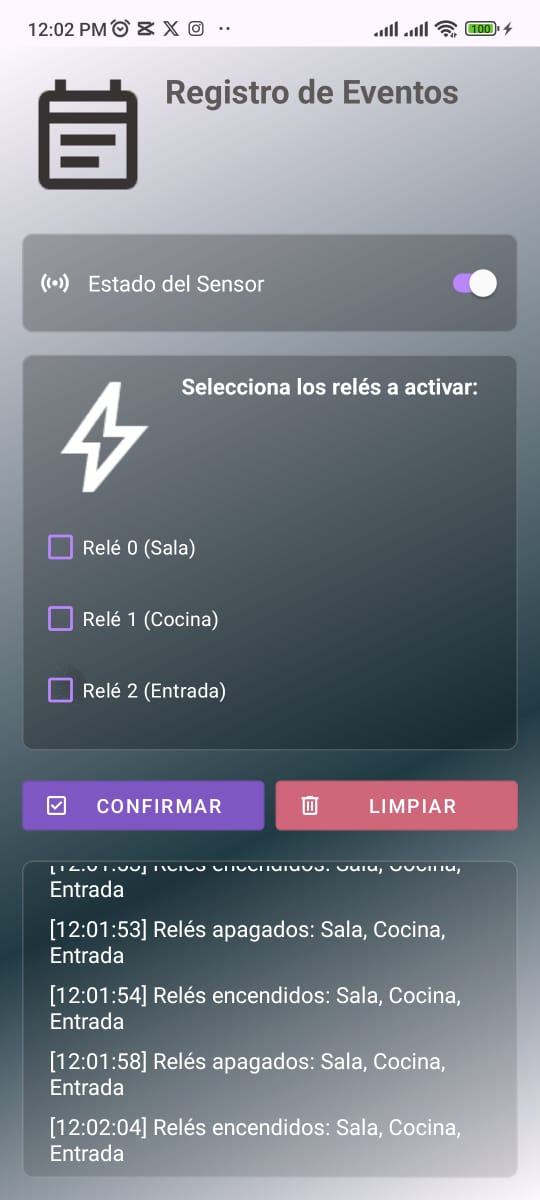 12:02 PM
100
Registro de Eventos
Estado del Sensor
Selecciona los relés a activar:
Relé 0 (Sala)
Relé 1 (Cocina)
Relé 2 (Entrada)
CONFIRMAR
LIMPIAR
Relés encendidos: Sala, Cocina,
Entrada
[12:01:53] Relés apagados: Sala, Cocina,
Entrada
[12:01:54] Relés encendidos: Sala, Cocina,
Entrada
[12:01:58] Relés apagados: Sala, Cocina,
Entrada
[12:02:04] Relés encendidos: Sala, Cocina,
Entrada